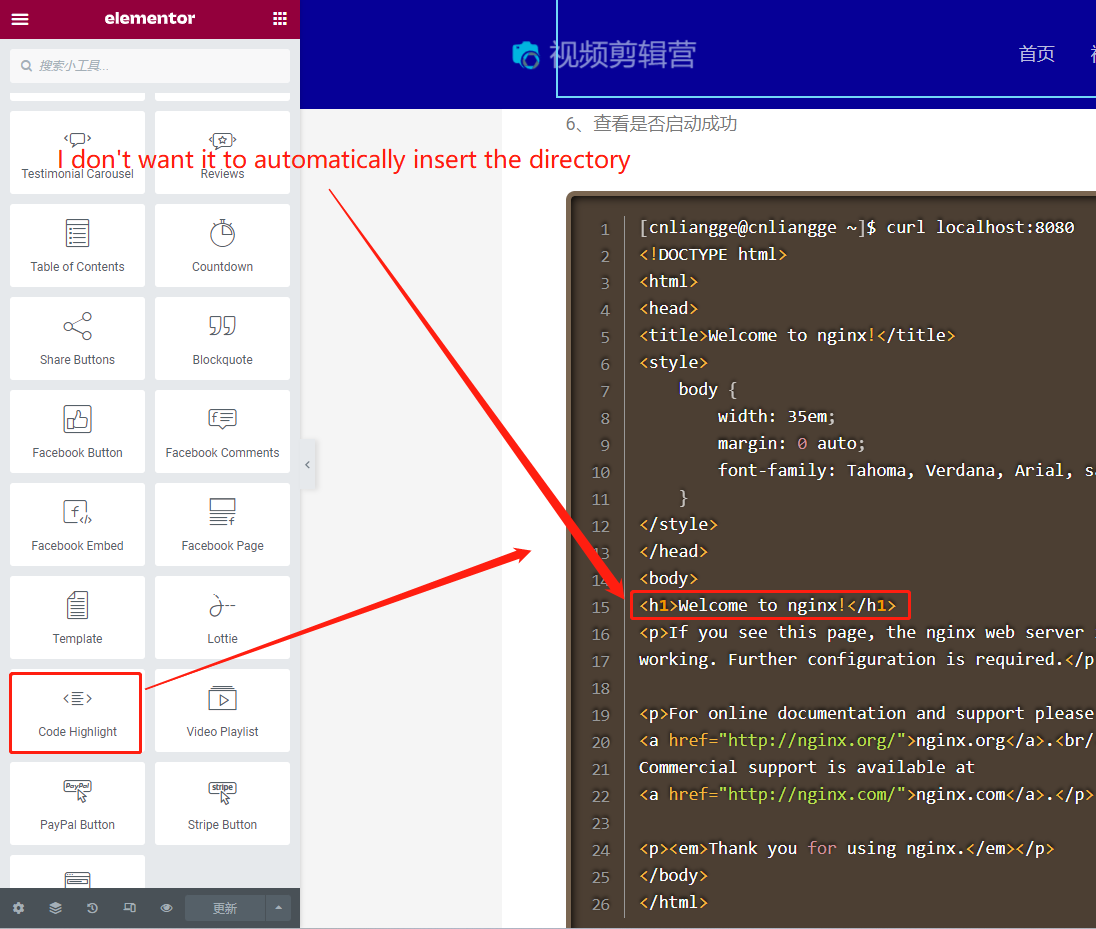 elementor
搜索小工具...
Testimonial Carousel
Reviews
Table of Contents
Countdown
Share Buttons
Blockquote
Facebook Button
Facebook Comments
Facebook Embed
Facebook Page
Template
Lottie
Code Highlight
Video Playlist
PayPal
PayPal Button
stripe
Stripe Button
更新
I don't want it to automatically insert the directory
视频剪辑营
首页
6、查看是否启动成功
1 [cnliangge@cnliangge ~]$ curl localhost:8080
2 <!DOCTYPE html>
3 <html>
4 <head>
5 <title>Welcome to nginx!</title>
6 <style>
7 body {
8 width: 35em;
9 margin: 0 auto;
10 font-family: Tahoma, Verdana, Arial,
11 }
12 </style>
13 </head>
14 <body>
15 <h1>Welcome to nginx!</h1>
16 <p>If you see this page, the nginx web server
17 working. Further configuration is required.</p
18
19 <p>For online documentation and support please
20 <a href="http://nginx.org/">nginx.org</a>.<br/
21 Commercial support is available at
22 <a href="http://nginx.com/">nginx.com</a>.</p>
23
24 <p><em>Thank you for using nginx.</em></p>
25 </body>
26 </html>